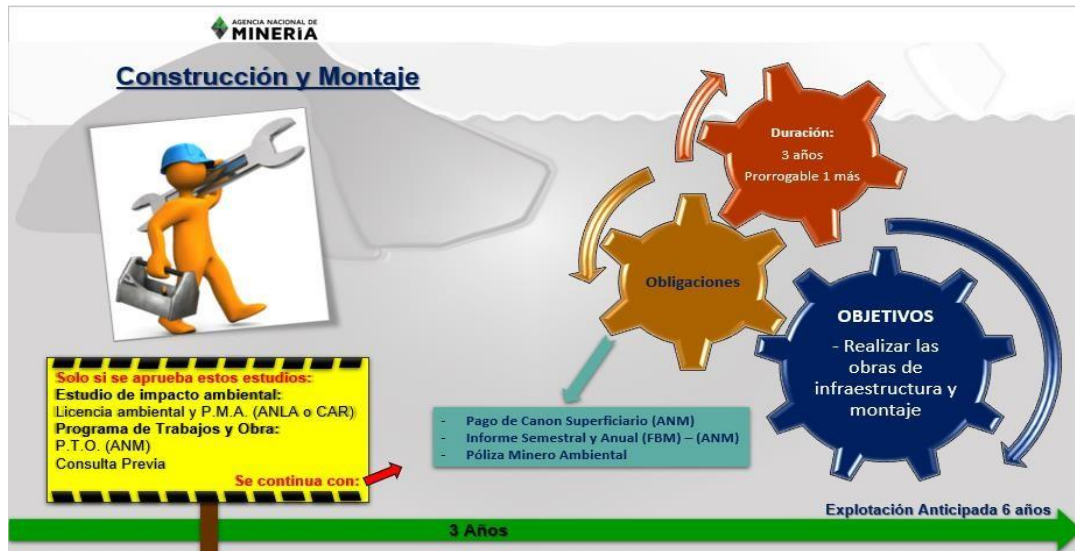 AGENCIA NACIONAL DE
MINERÍA
Construcción y Montaje
Duración:
3 años
Prorrogable 1 más
Obligaciones
OBJETIVOS
- Realizar las
obras de
infraestructura y
montaje
Solo si se aprueba estos estudios:
Estudio de impacto ambiental:
Licencia ambiental y P.M.A. (ANLA o CAR)
Programa de Trabajos y Obra:
P.T.O. (ANM)
Consulta Previa
Se continua con:
- Pago de Canon Superficiario (ANM)
- Informe Semestral y Anual (FBM) – (ANM)
- Póliza Minero Ambiental
Explotación Anticipada 6 años
3 Años